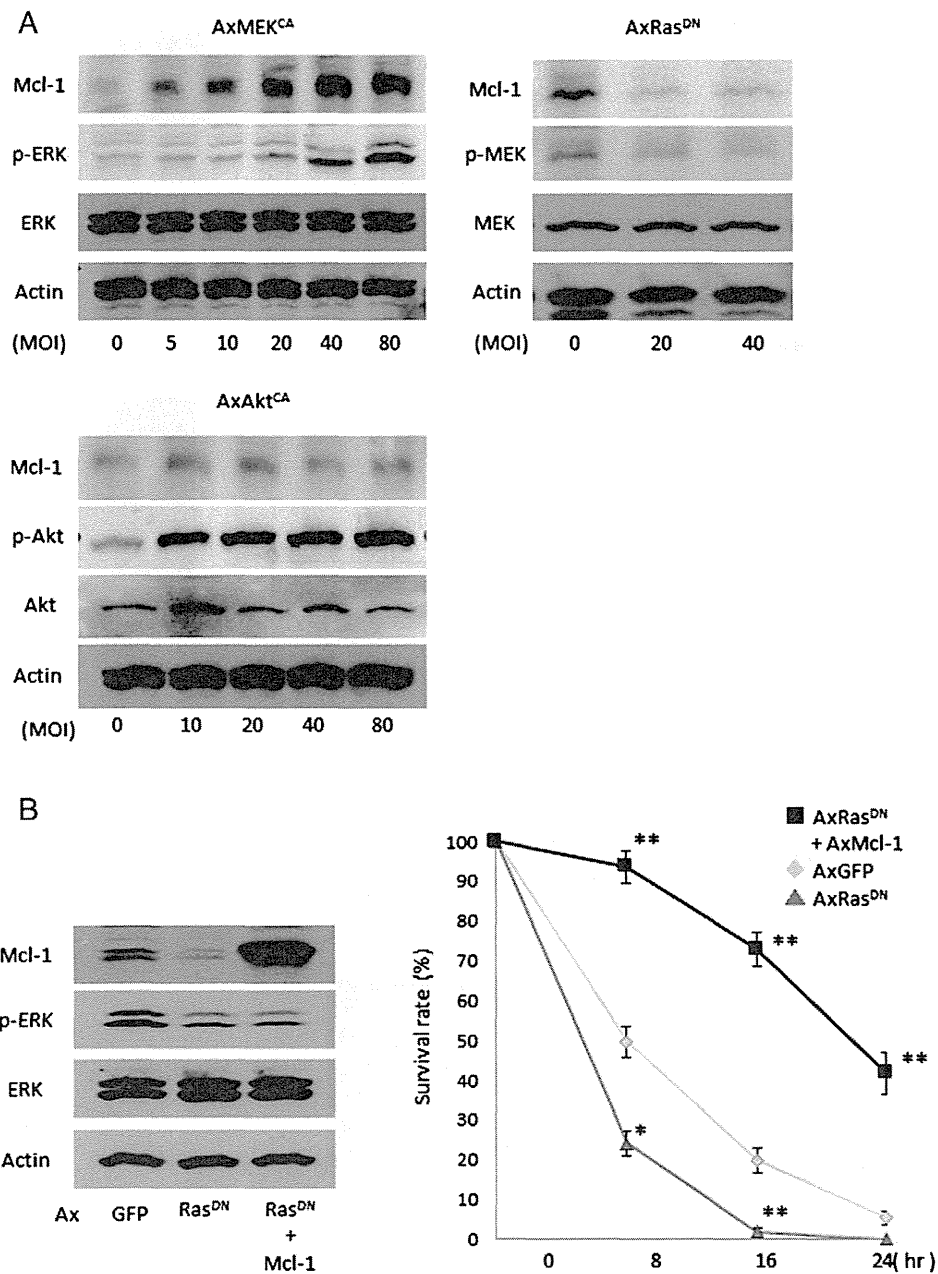 A
AxMEK^CA
Mcl-1
p-ERK
ERK
Actin
(MOI) 0 5 10 20 40 80
AxRas^DN
Mcl-1
p-MEK
MEK
Actin
(MOI) 0 20 40
AxAkt^CA
Mcl-1
p-Akt
Akt
Actin
(MOI) 0 10 20 40 80
B
Mcl-1
p-ERK
ERK
Actin
Ax GFP Ras^DN Ras^DN
+
Mcl-1
AxRas^DN
+ AxMcl-1
AxGFP
AxRas^DN
Survival rate (%)
100
90
80
70
60
50
40
30
20
10
0
**
**
**
*
**
0 8 16 24( hr )